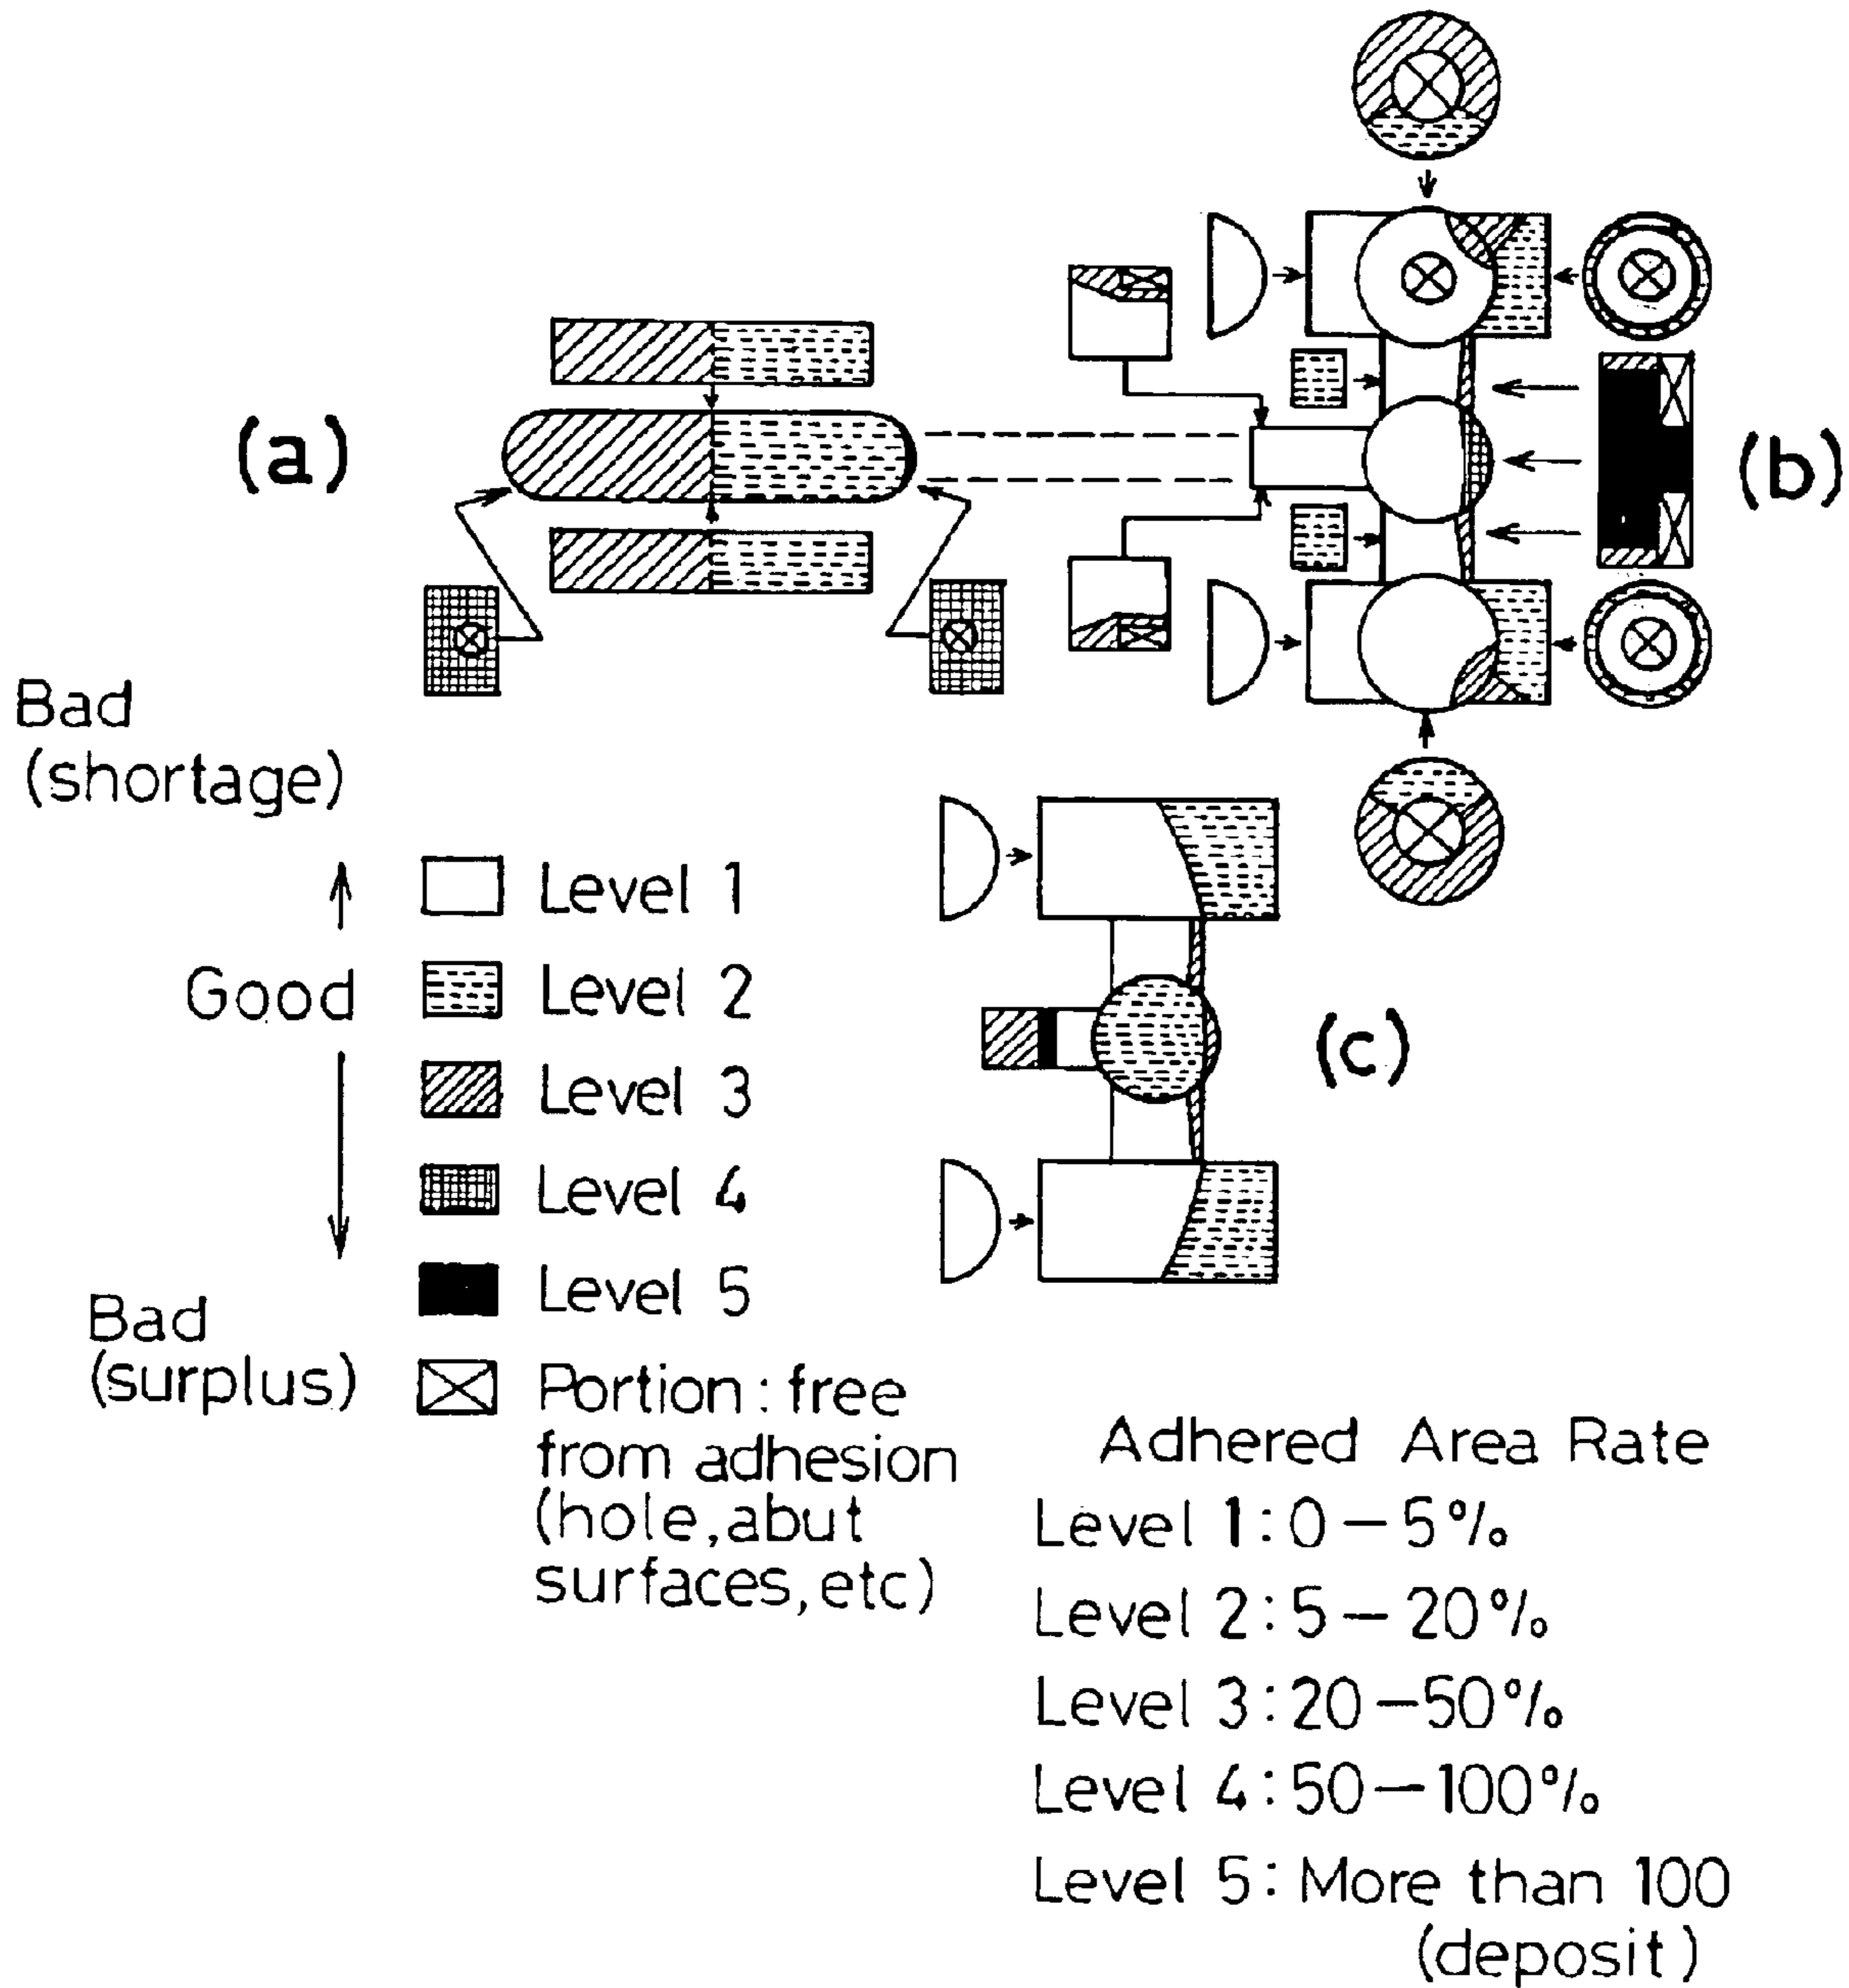 (a)
(b)
Bad
(shortage)
Level 1
Good
Level 2
(c)
Level 3
Level 4
Level 5
Bad
(surplus)
Portion : free
from adhesion
(hole, abut
surfaces, etc)
Adhered Area Rate
Level 1 : 0 – 5%
Level 2 : 5 – 20%
Level 3 : 20 – 50%
Level 4 : 50 – 100%
Level 5 : More than 100
(deposit)